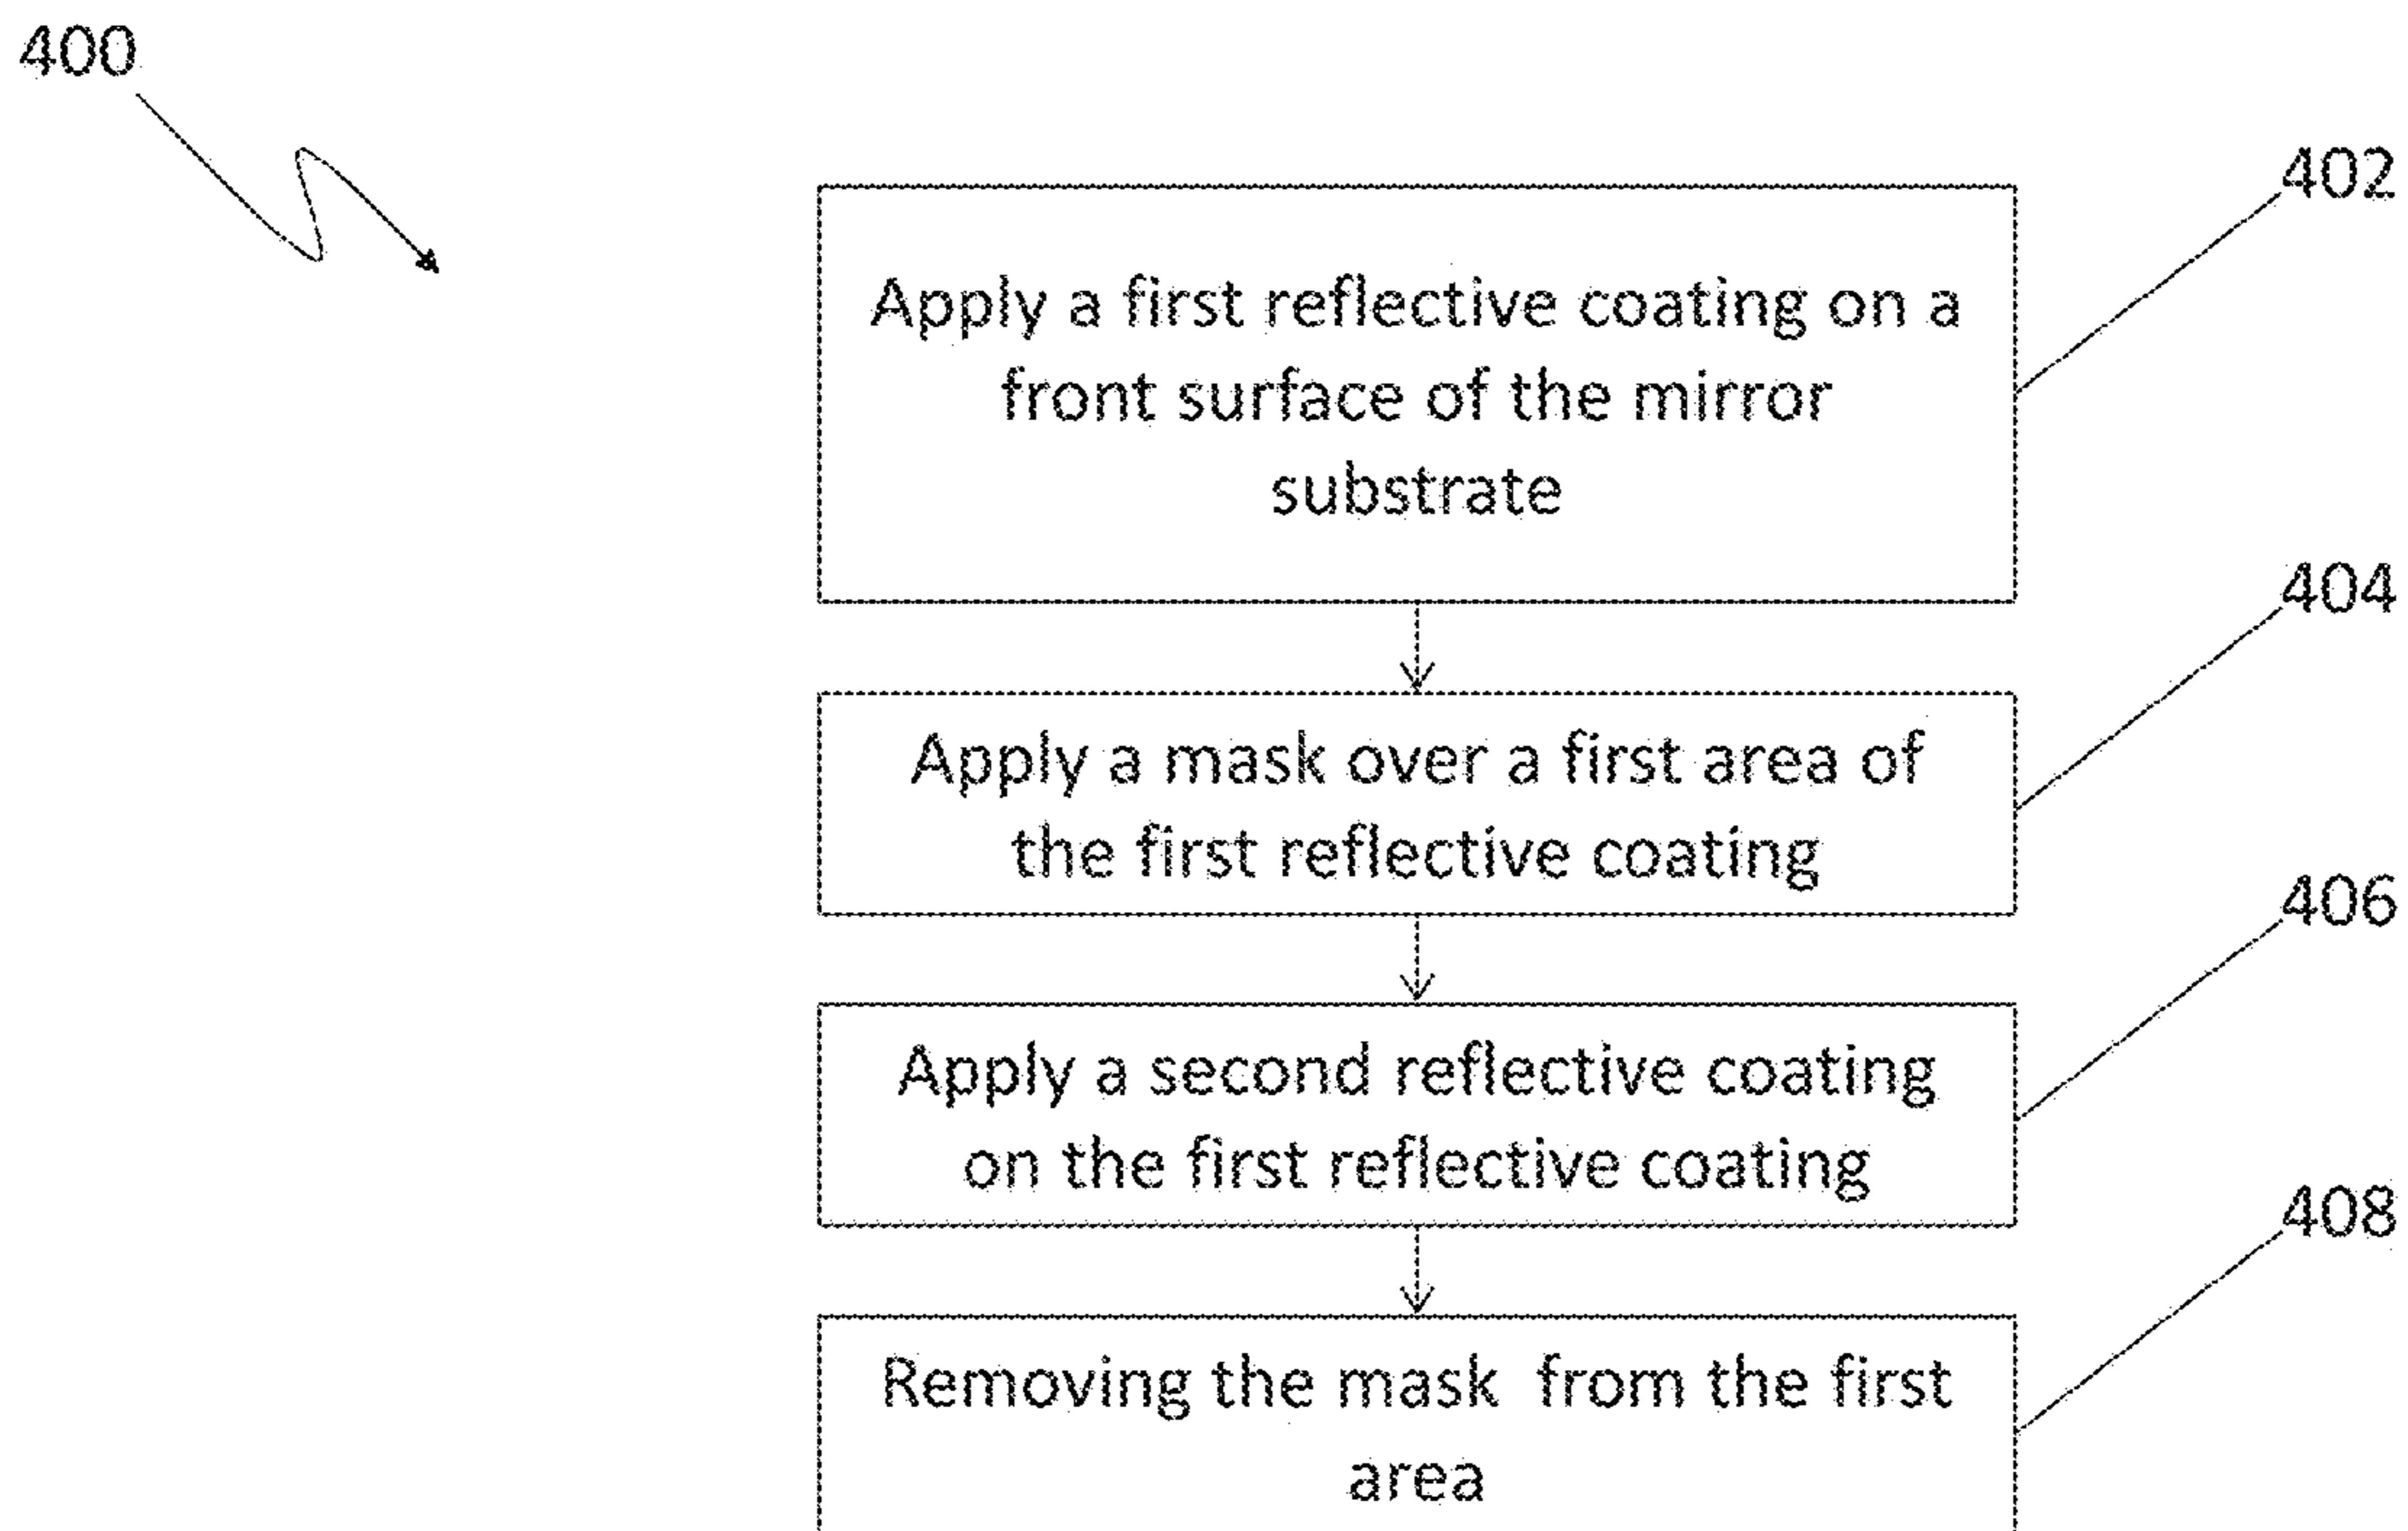 400
402
Apply a first reflective coating on a
front surface of the mirror
substrate
404
Apply a mask over a first area of
the first reflective coating
406
Apply a second reflective coating
on the first reflective coating
408
Removing the mask from the first
area